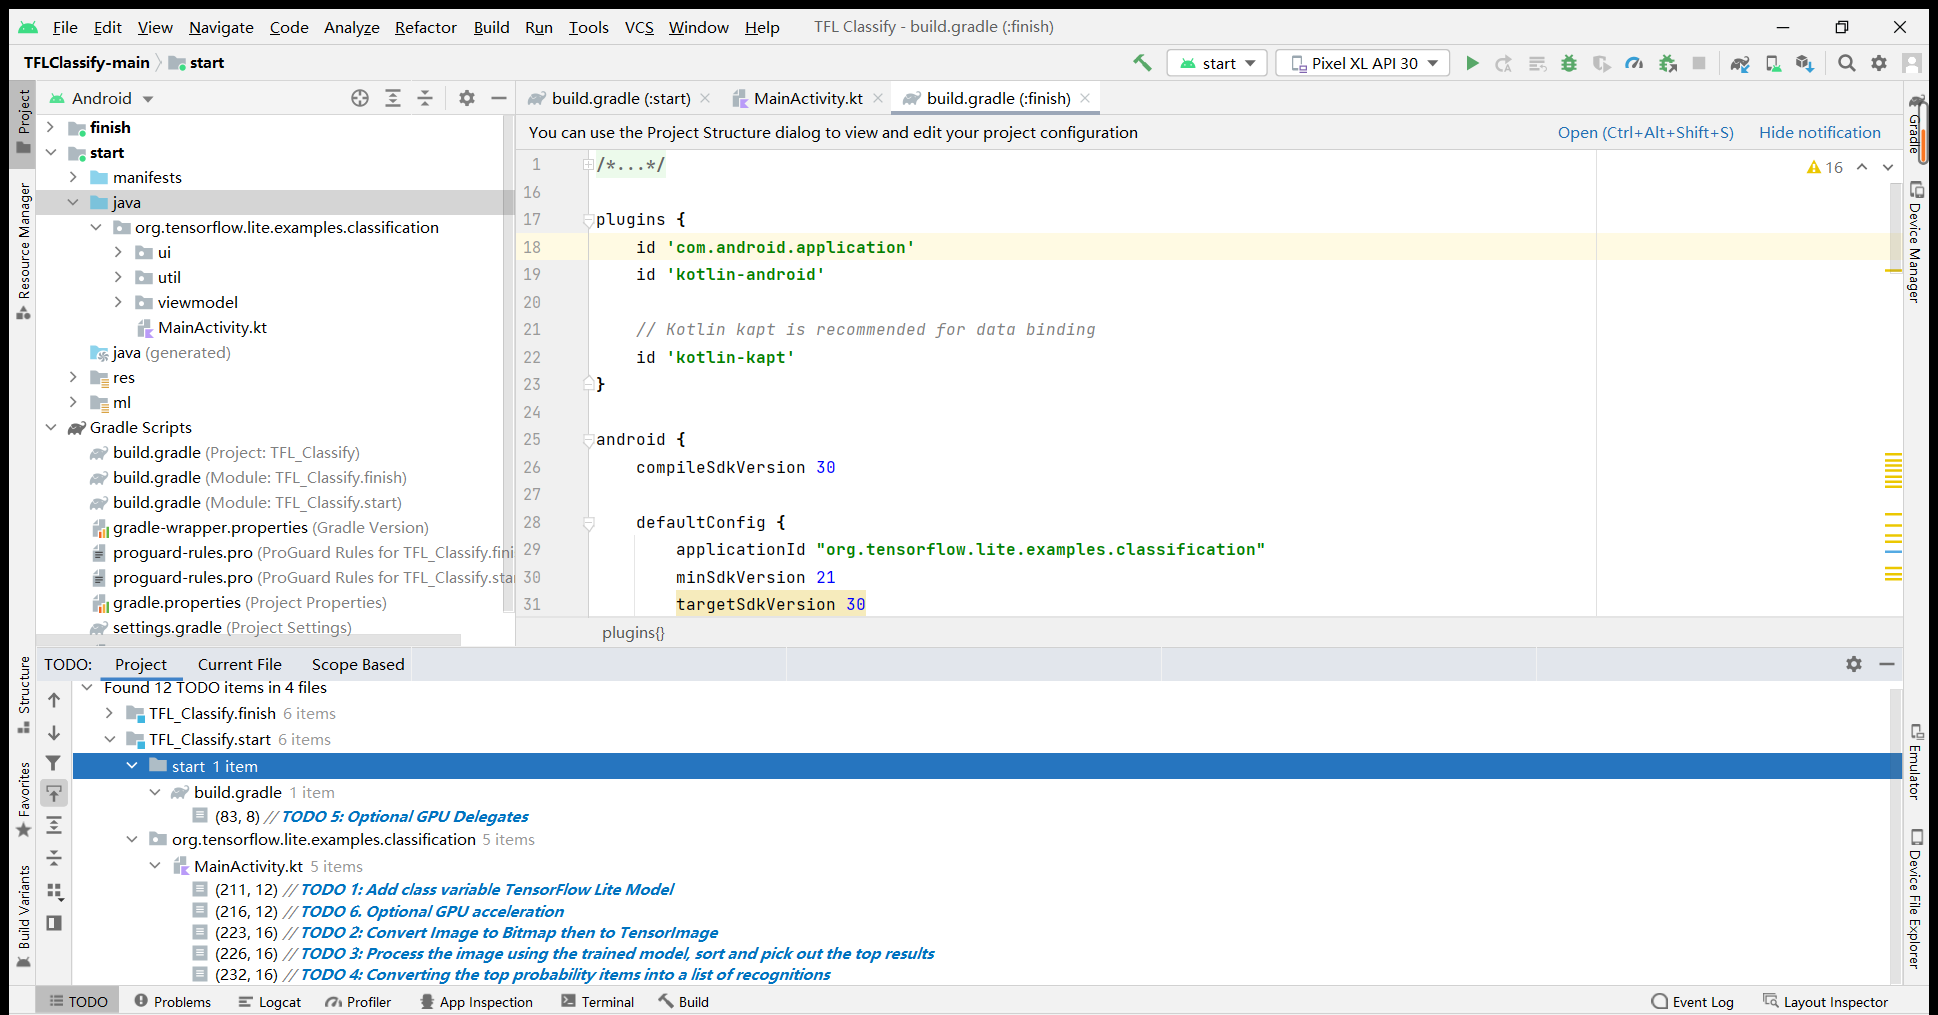 File Edit View Navigate Code Analyze Refactor Build Run Tools VCS Window Help TFL Classify - build.gradle (:finish)
TFLClassify-main start
start Pixel XL API 30
Android
build.gradle (:start) MainActivity.kt build.gradle (:finish)
You can use the Project Structure dialog to view and edit your project configuration Open (Ctrl+Alt+Shift+S) Hide notification
Project
Resource Manager
Structure
Favorites
Build Variants
finish
start
manifests
java
org.tensorflow.lite.examples.classification
ui
util
viewmodel
MainActivity.kt
java (generated)
res
ml
Gradle Scripts
build.gradle (Project: TFL_Classify)
build.gradle (Module: TFL_Classify.finish)
build.gradle (Module: TFL_Classify.start)
gradle-wrapper.properties (Gradle Version)
proguard-rules.pro (ProGuard Rules for TFL_Classify.fini
proguard-rules.pro (ProGuard Rules for TFL_Classify.sta
gradle.properties (Project Properties)
settings.gradle (Project Settings)
16
1 /*...*/
16
17 plugins {
18 id 'com.android.application'
19 id 'kotlin-android'
20
21 // Kotlin kapt is recommended for data binding
22 id 'kotlin-kapt'
23 }
24
25 android {
26 compileSdkVersion 30
27
28 defaultConfig {
29 applicationId "org.tensorflow.lite.examples.classification"
30 minSdkVersion 21
31 targetSdkVersion 30
plugins{}
Gradle
Device Manager
Emulator
Device File Explorer
TODO: Project Current File Scope Based
Found 12 TODO items in 4 files
TFL_Classify.finish 6 items
TFL_Classify.start 6 items
start 1 item
build.gradle 1 item
(83, 8) // TODO 5: Optional GPU Delegates
org.tensorflow.lite.examples.classification 5 items
MainActivity.kt 5 items
(211, 12) // TODO 1: Add class variable TensorFlow Lite Model
(216, 12) // TODO 6. Optional GPU acceleration
(223, 16) // TODO 2: Convert Image to Bitmap then to TensorImage
(226, 16) // TODO 3: Process the image using the trained model, sort and pick out the top results
(232, 16) // TODO 4: Converting the top probability items into a list of recognitions
TODO Problems Logcat Profiler App Inspection Terminal Build Event Log Layout Inspector